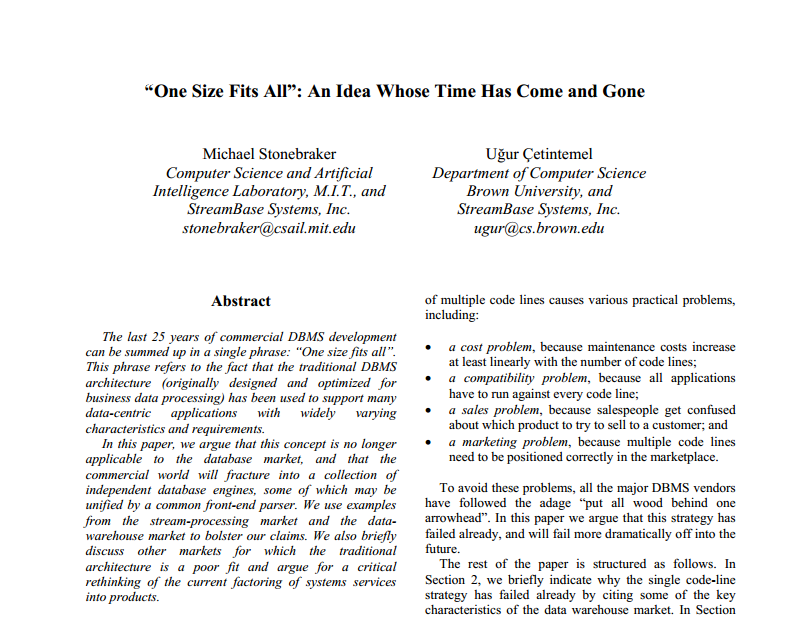 “One Size Fits All”: An Idea Whose Time Has Come and Gone
Michael Stonebraker
Computer Science and Artificial
Intelligence Laboratory, M.I.T., and
StreamBase Systems, Inc.
stonebraker@csail.mit.edu
Uğur Çetintemel
Department of Computer Science
Brown University, and
StreamBase Systems, Inc.
ugur@cs.brown.edu
Abstract
The last 25 years of commercial DBMS development
can be summed up in a single phrase: “One size fits all”.
This phrase refers to the fact that the traditional DBMS
architecture (originally designed and optimized for
business data processing) has been used to support many
data-centric applications with widely varying
characteristics and requirements.
In this paper, we argue that this concept is no longer
applicable to the database market, and that the
commercial world will fracture into a collection of
independent database engines, some of which may be
unified by a common front-end parser. We use examples
from the stream-processing market and the data-
warehouse market to bolster our claims. We also briefly
discuss other markets for which the traditional
architecture is a poor fit and argue for a critical
rethinking of the current factoring of systems services
into products.
of multiple code lines causes various practical problems,
including:
• a cost problem, because maintenance costs increase
at least linearly with the number of code lines;
• a compatibility problem, because all applications
have to run against every code line;
• a sales problem, because salespeople get confused
about which product to try to sell to a customer; and
• a marketing problem, because multiple code lines
need to be positioned correctly in the marketplace.
To avoid these problems, all the major DBMS vendors
have followed the adage “put all wood behind one
arrowhead”. In this paper we argue that this strategy has
failed already, and will fail more dramatically off into the
future.
The rest of the paper is structured as follows. In
Section 2, we briefly indicate why the single code-line
strategy has failed already by citing some of the key
characteristics of the data warehouse market. In Section